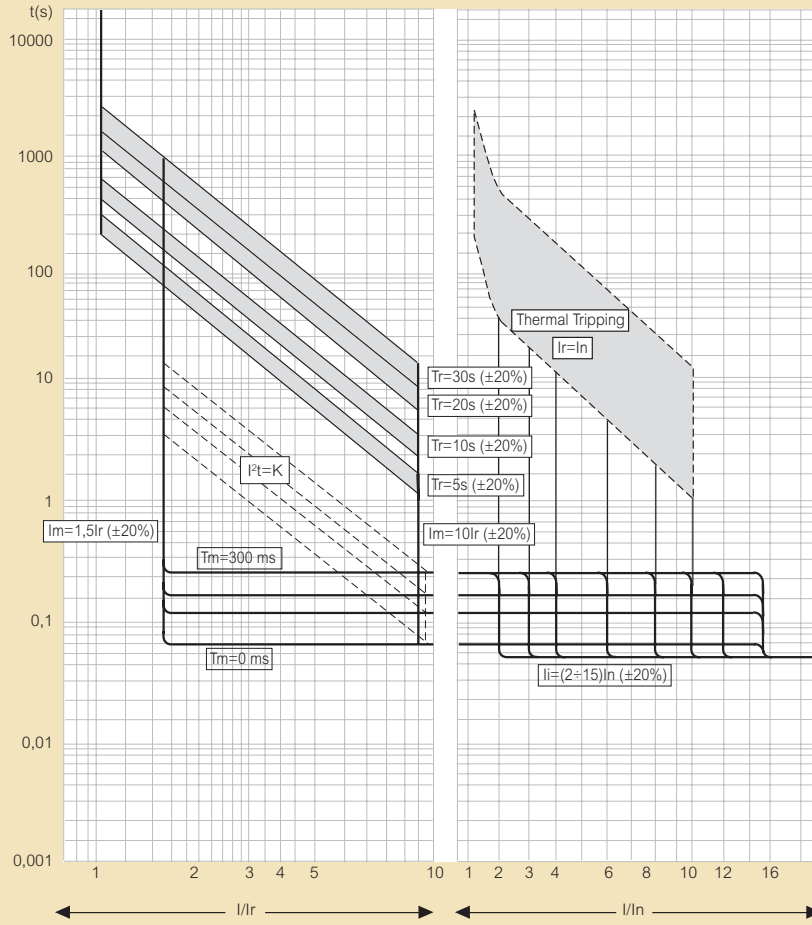 t(s)
10000
1000
100
10
1
0,1
0,01
0,001
Thermal Tripping
Ir=In
Tr=30s (±20%)
Tr=20s (±20%)
Tr=10s (±20%)
Tr=5s (±20%)
I²t=K
Im=1,5Ir (±20%)
Im=10Ir (±20%)
Tm=300 ms
Tm=0 ms
Ii=(2÷15)In (±20%)
1 2 3 4 5 10
1 2 3 4 6 8 10 12 16
I/Ir
I/In